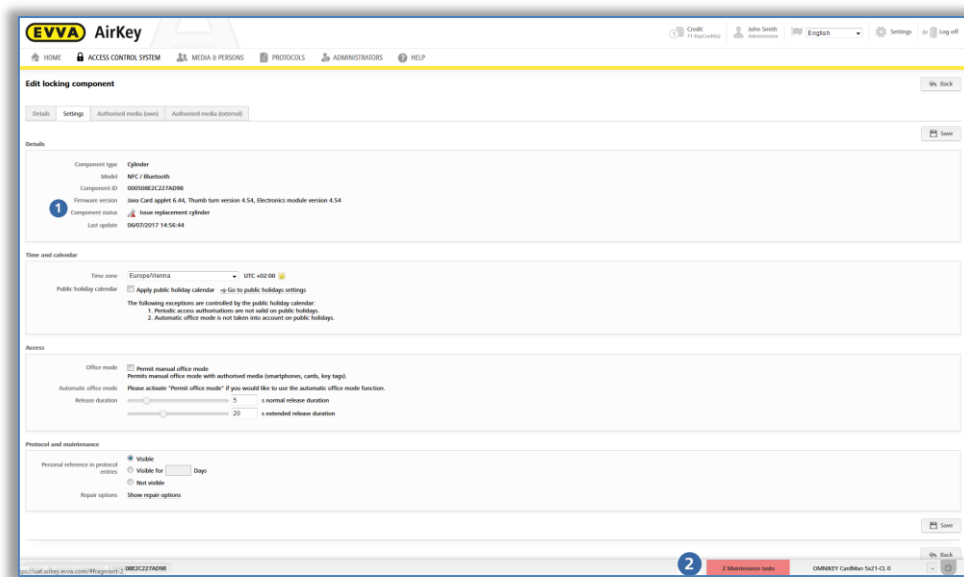 EVVA AirKey
Credit
71 KeyCredit(s)
John Smith
Administrator
English
Settings
Log off
HOME
ACCESS CONTROL SYSTEM
MEDIA & PERSONS
PROTOCOLS
ADMINISTRATORS
HELP
Edit locking component
Back
Details
Settings
Authorised media (own)
Authorised media (external)
Save
Details
Component type Cylinder
Model NFC / Bluetooth
Component ID 000508E2C227AD98
Firmware version Java Card applet 6.44, Thumb turn version 4.54, Electronics module version 4.54
1
Component status Issue replacement cylinder
Last update 06/07/2017 14:56:44
Time and calendar
Time zone Europe/Vienna UTC +02:00
Public holiday calendar Apply public holiday calendar Go to public holidays settings
The following exceptions are controlled by the public holiday calendar:
1. Periodic access authorisations are not valid on public holidays.
2. Automatic office mode is not taken into account on public holidays.
Access
Office mode Permit manual office mode
Permits manual office mode with authorised media (smartphones, cards, key tags).
Automatic office mode Please activate "Permit office mode" if you would like to use the automatic office mode function.
Release duration 5 s normal release duration
20 s extended release duration
Protocol and maintenance
Personal reference in protocol entries
Visible
Visible for Days
Not visible
Repair options Show repair options
Save
Back
08E2C227AD98
2
2 Maintenance tasks
OMNIKEY CardMan 5x21-CL 0